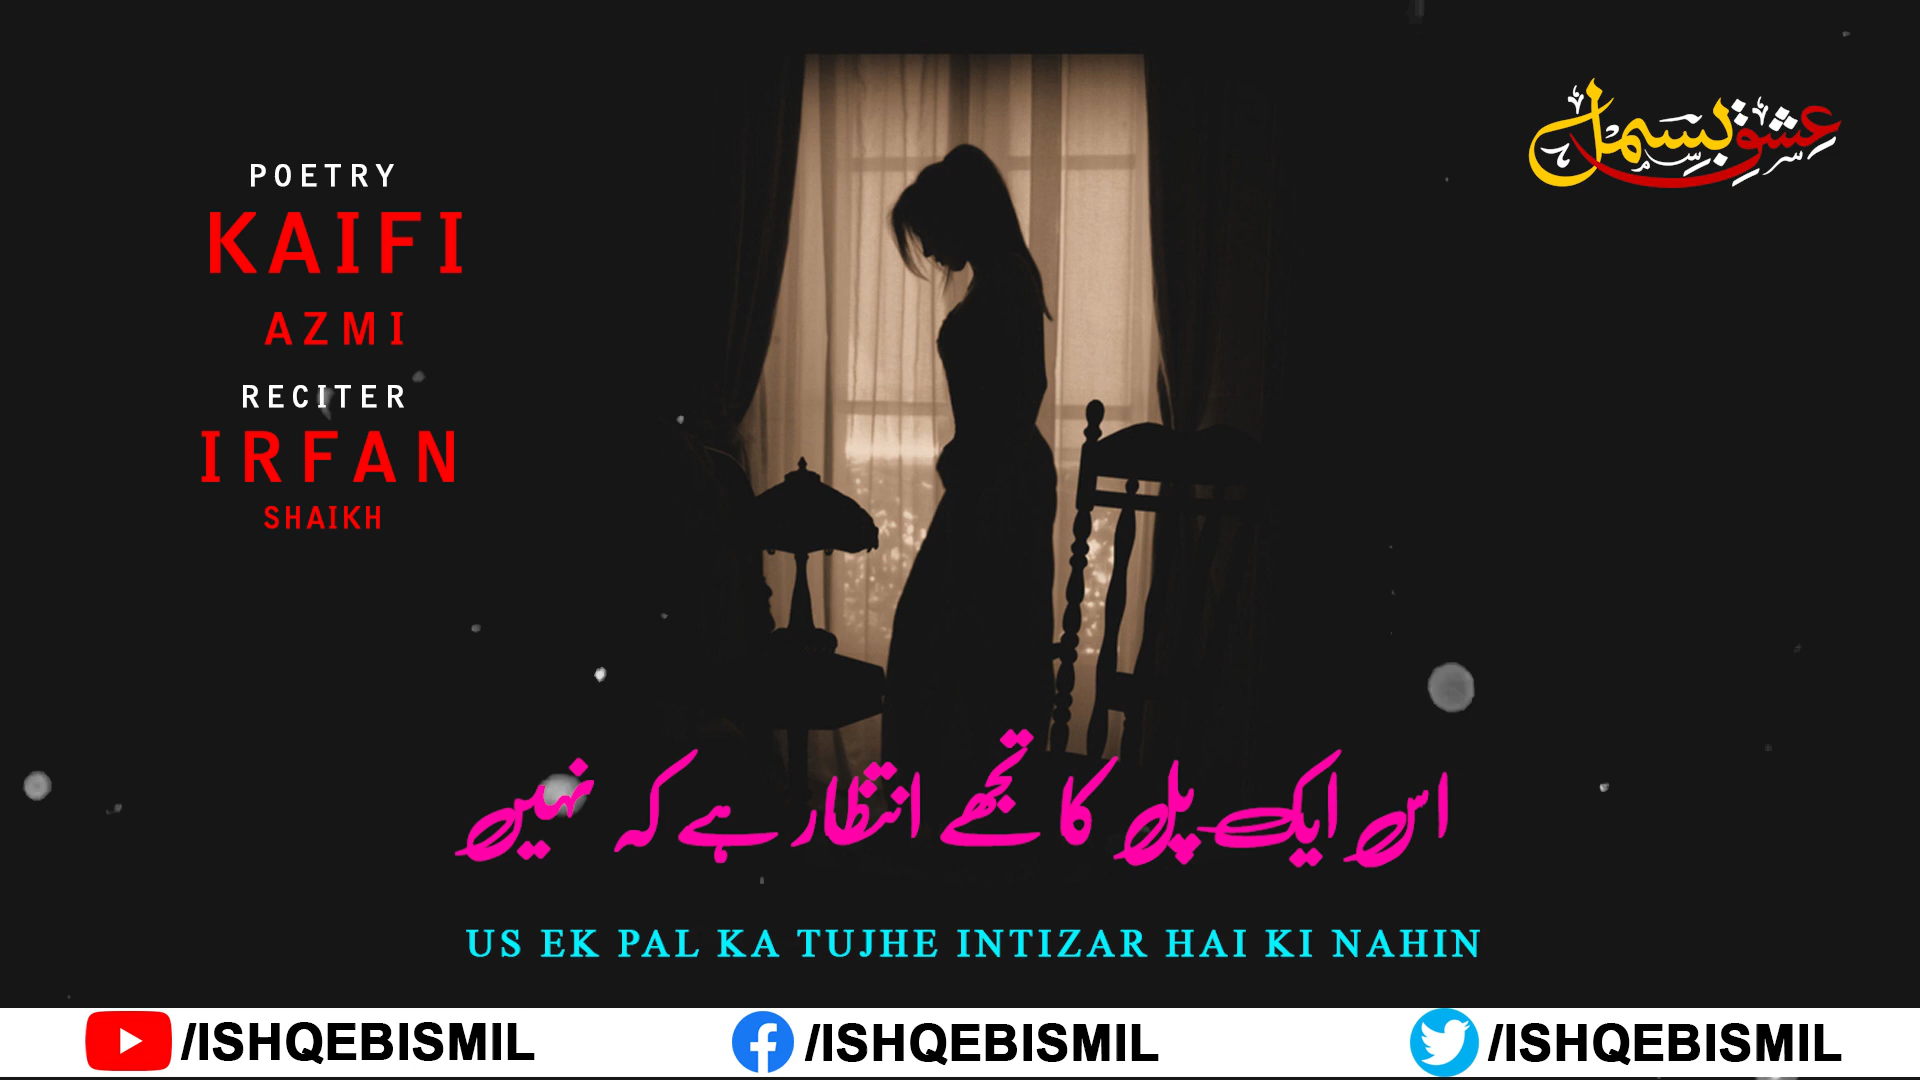 POETRY
KAIFI
AZMI
RECITER
IRFAN
SHAIKH
عشق بسمل
اس ایک پل کا تجھے انتظار ہے کہ نہیں
US EK PAL KA TUJHE INTIZAR HAI KI NAHIN
/ISHQEBISMIL
/ISHQEBISMIL
/ISHQEBISMIL